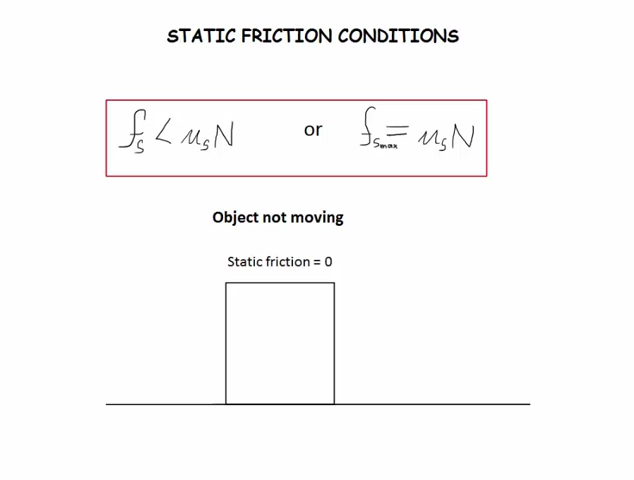 STATIC FRICTION CONDITIONS
fₛ < μₛN or fₛₘₐₓ = μₛN
Object not moving
Static friction = 0